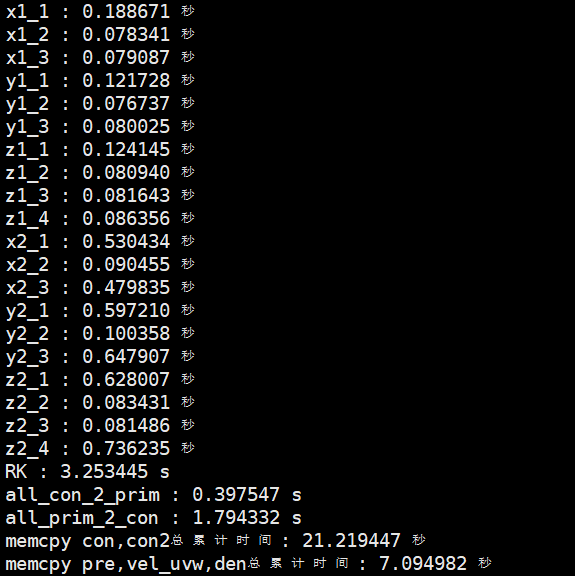 x1_1 : 0.188671 秒
x1_2 : 0.078341 秒
x1_3 : 0.079087 秒
y1_1 : 0.121728 秒
y1_2 : 0.076737 秒
y1_3 : 0.080025 秒
z1_1 : 0.124145 秒
z1_2 : 0.080940 秒
z1_3 : 0.081643 秒
z1_4 : 0.086356 秒
x2_1 : 0.530434 秒
x2_2 : 0.090455 秒
x2_3 : 0.479835 秒
y2_1 : 0.597210 秒
y2_2 : 0.100358 秒
y2_3 : 0.647907 秒
z2_1 : 0.628007 秒
z2_2 : 0.083431 秒
z2_3 : 0.081486 秒
z2_4 : 0.736235 秒
RK : 3.253445 s
all_con_2_prim : 0.397547 s
all_prim_2_con : 1.794332 s
memcpy con,con2总累计时间 : 21.219447 秒
memcpy pre,vel_uvw,den总累计时间 : 7.094982 秒